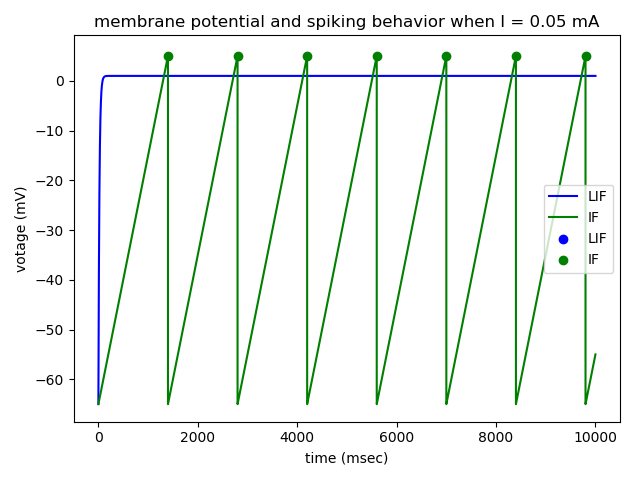 membrane potential and spiking behavior when I = 0.05 mA
votage (mV)
0
−10
−20
−30
−40
−50
−60
LIF
IF
LIF
IF
0 2000 4000 6000 8000 10000
time (msec)